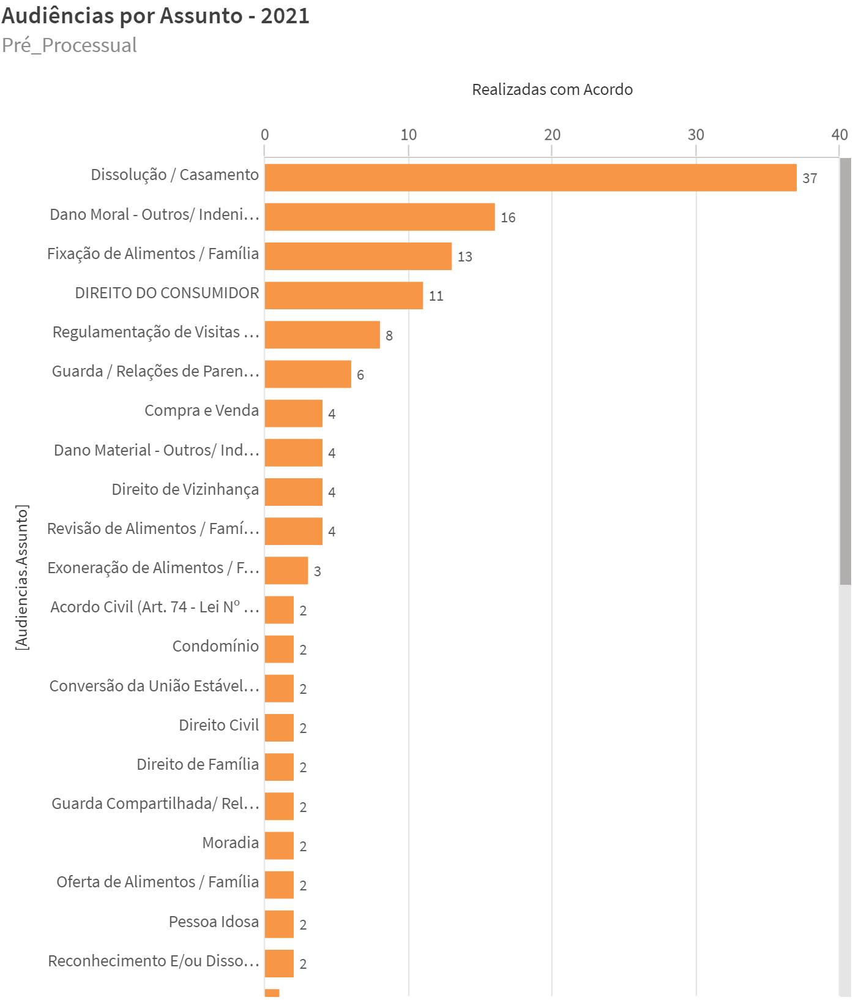 Audiências por Assunto - 2021
Pré_Processual
Realizadas com Acordo
0 10 20 30 40
Dissolução / Casamento 37
Dano Moral - Outros/ Indeni… 16
Fixação de Alimentos / Família 13
DIREITO DO CONSUMIDOR 11
Regulamentação de Visitas … 8
Guarda / Relações de Paren… 6
Compra e Venda 4
Dano Material - Outros/ Ind… 4
Direito de Vizinhança 4
Revisão de Alimentos / Famí… 4
Exoneração de Alimentos / F… 3
Acordo Civil (Art. 74 - Lei Nº … 2
Condomínio 2
Conversão da União Estável… 2
Direito Civil 2
Direito de Família 2
Guarda Compartilhada/ Rel… 2
Moradia 2
Oferta de Alimentos / Família 2
Pessoa Idosa 2
Reconhecimento E/ou Disso… 2
[Audiencias.Assunto]